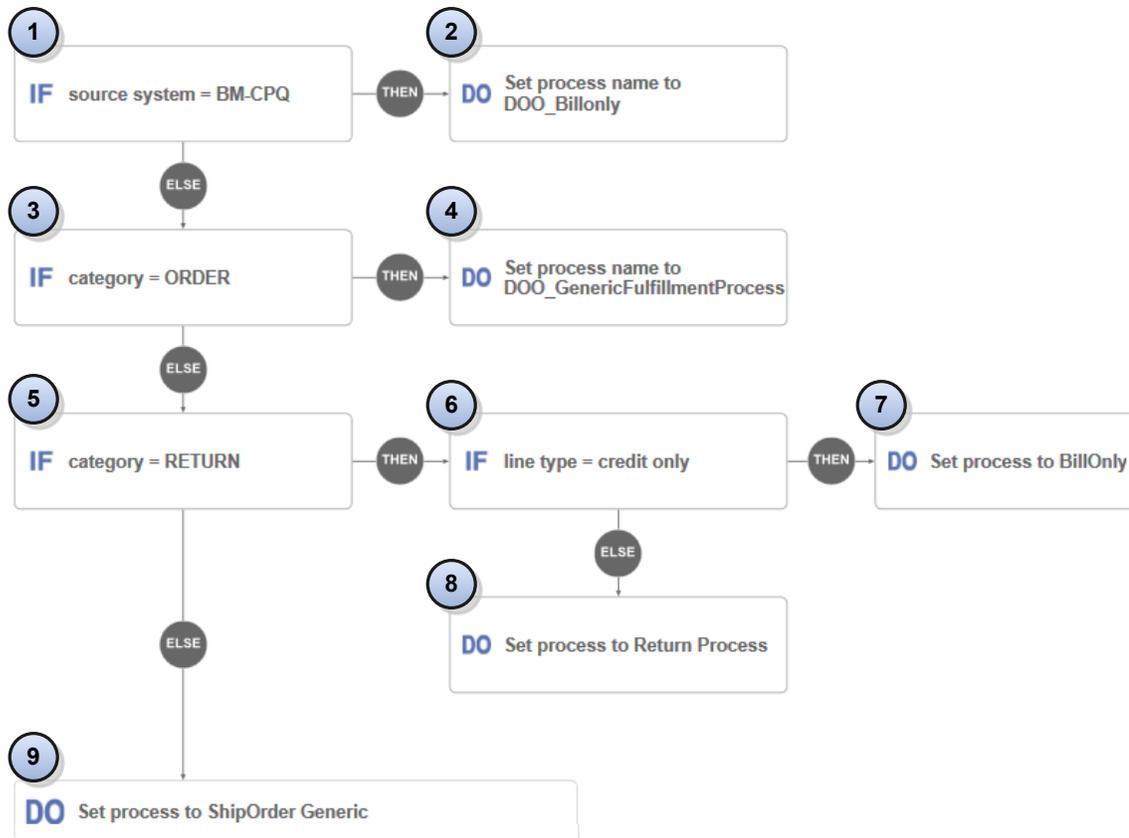 1
2
IF source system = BM-CPQ
THEN
DO Set process name to
DOO_Billonly
ELSE
3
4
IF category = ORDER
THEN
DO Set process name to
DOO_GenericFulfillmentProcess
ELSE
5
6
7
IF category = RETURN
THEN
IF line type = credit only
THEN
DO Set process to BillOnly
ELSE
8
DO Set process to Return Process
ELSE
9
DO Set process to ShipOrder Generic